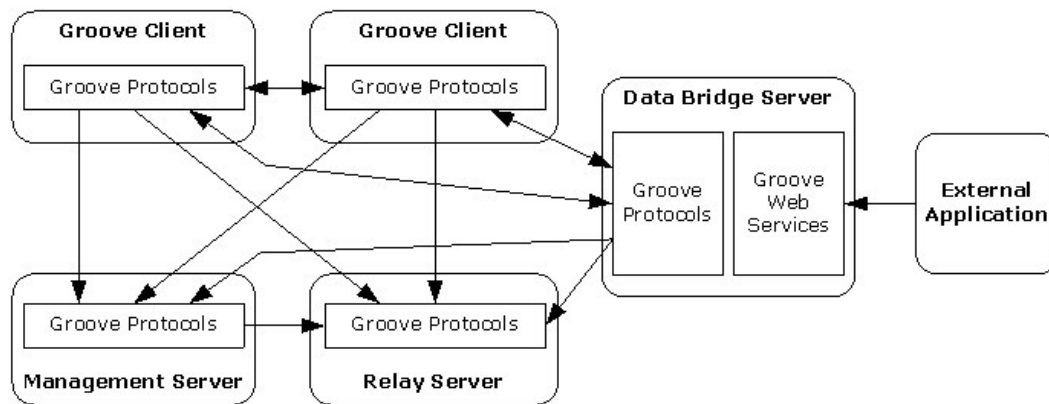 Groove Client
Groove Protocols
Groove Client
Groove Protocols
Data Bridge Server
Groove
Protocols
Groove
Web
Services
External
Application
Groove Protocols
Management Server
Groove Protocols
Relay Server